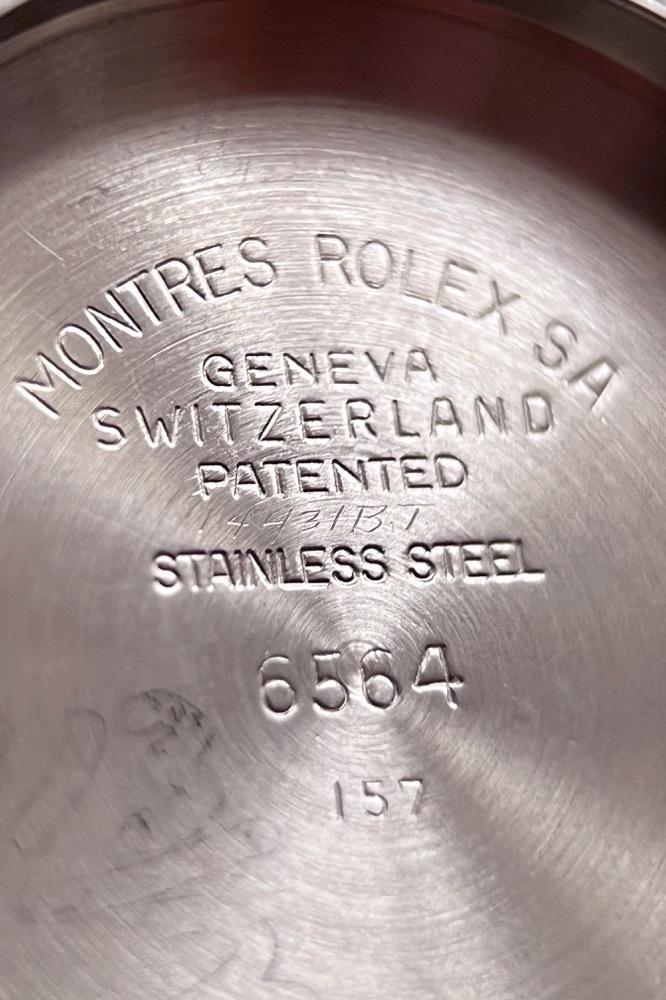 MONTRES ROLEX SA
GENEVA
SWITZERLAND
PATENTED
STAINLESS STEEL
6564
157